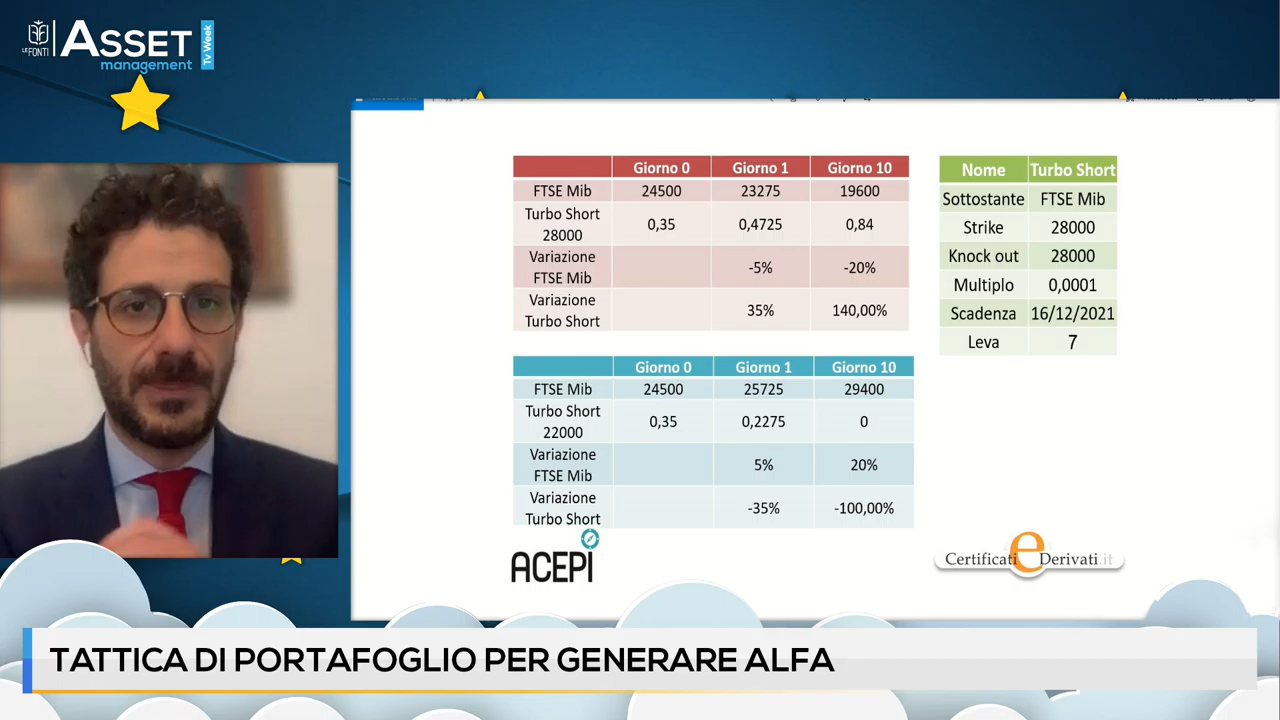 LE FONTI
ASSET
management
Tv Week
Giorno 0 Giorno 1 Giorno 10
FTSE Mib 24500 23275 19600
Turbo Short
28000 0,35 0,4725 0,84
Variazione
FTSE Mib -5% -20%
Variazione
Turbo Short 35% 140,00%
Giorno 0 Giorno 1 Giorno 10
FTSE Mib 24500 25725 29400
Turbo Short
22000 0,35 0,2275 0
Variazione
FTSE Mib 5% 20%
Variazione
Turbo Short -35% -100,00%
Nome Turbo Short
Sottostante FTSE Mib
Strike 28000
Knock out 28000
Multiplo 0,0001
Scadenza 16/12/2021
Leva 7
ACEPI
Certificati e Derivati.it
TATTICA DI PORTAFOGLIO PER GENERARE ALFA